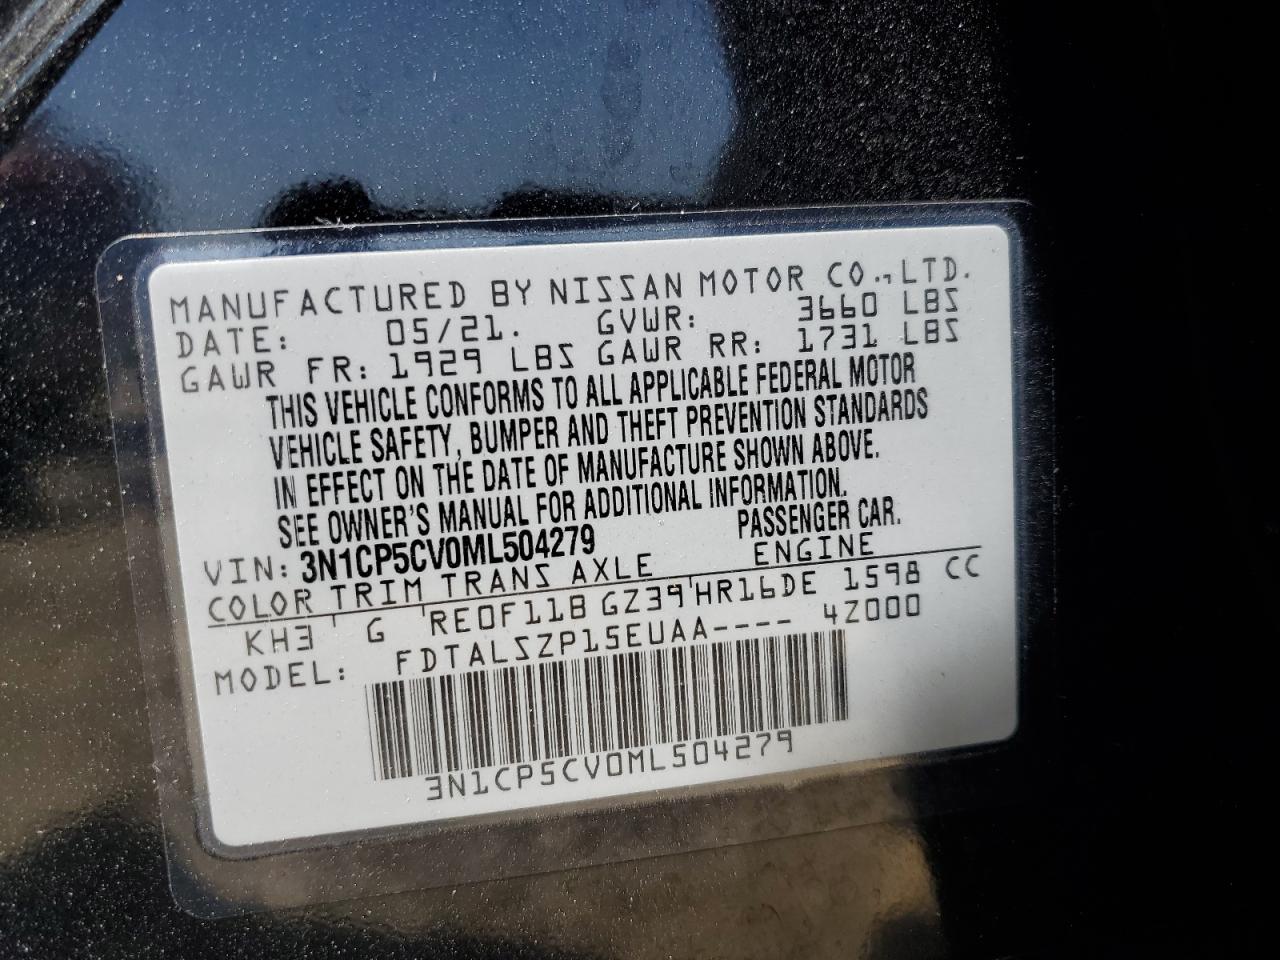 MANUFACTURED BY NISSAN MOTOR CO., LTD.
DATE: 05/21. GVWR: 3660 LBS
GAWR FR: 1929 LBS GAWR RR: 1731 LBS
THIS VEHICLE CONFORMS TO ALL APPLICABLE FEDERAL MOTOR
VEHICLE SAFETY, BUMPER AND THEFT PREVENTION STANDARDS
IN EFFECT ON THE DATE OF MANUFACTURE SHOWN ABOVE.
SEE OWNER'S MANUAL FOR ADDITIONAL INFORMATION.
VIN: 3N1CP5CV0ML504279 PASSENGER CAR.
COLOR TRIM TRANS AXLE ENGINE
KH3 G RE0F11B GZ39 HR16DE 1598 CC
MODEL: FDTALSZP15EUAA---- 4Z000
3N1CP5CV0ML504279